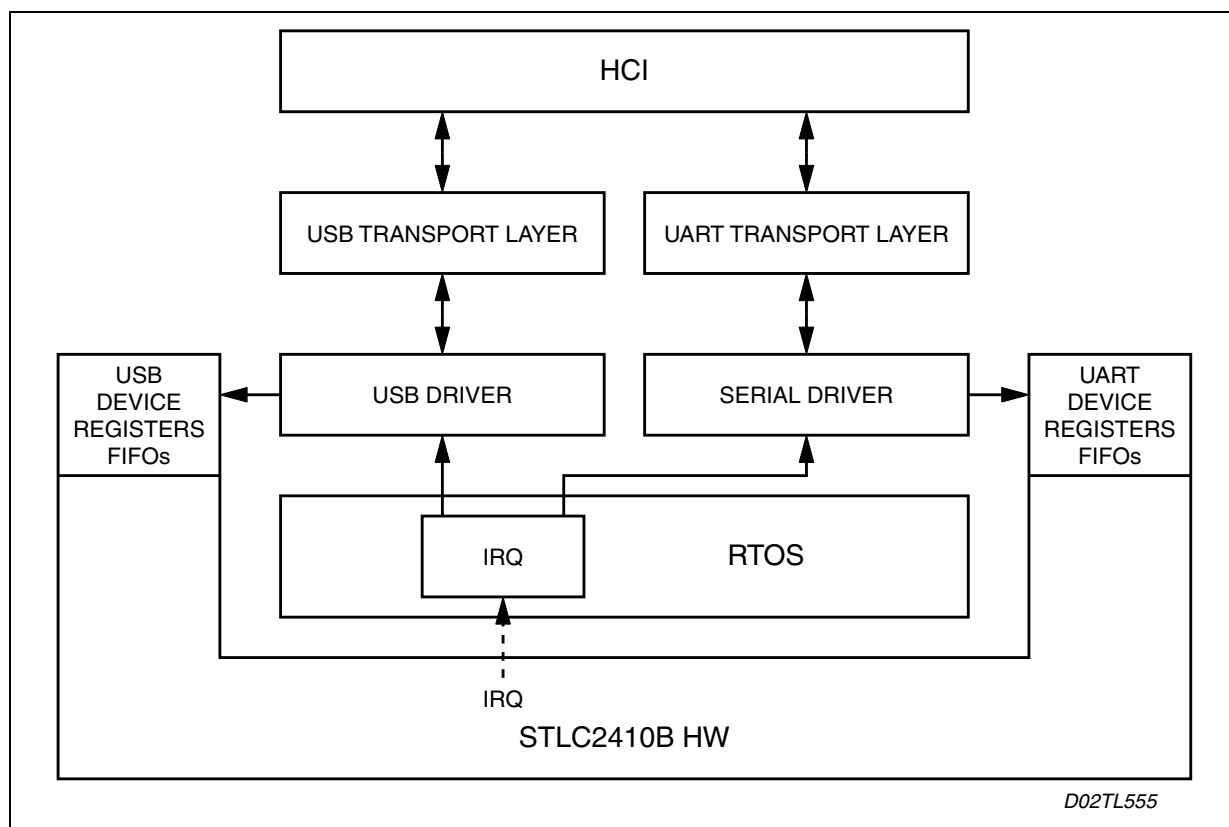 HCI
USB TRANSPORT LAYER
UART TRANSPORT LAYER
USB
DEVICE
REGISTERS
FIFOs
USB DRIVER
SERIAL DRIVER
UART
DEVICE
REGISTERS
FIFOs
IRQ
RTOS
IRQ
STLC2410B HW
D02TL555